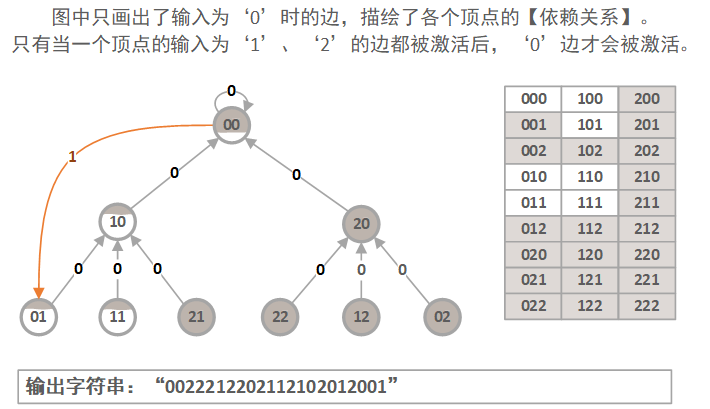 图中只画出了输入为‘0’时的边，描绘了各个顶点的【依赖关系】。
只有当一个顶点的输入为‘1’、‘2’的边都被激活后，‘0’边才会被激活。
0
00
1
0
0
10
20
0
0
0
0
0
0
01
11
21
22
12
02
000 100 200
001 101 201
002 102 202
010 110 210
011 111 211
012 112 212
020 120 220
021 121 221
022 122 222
输出字符串：“0022212202112102012001”